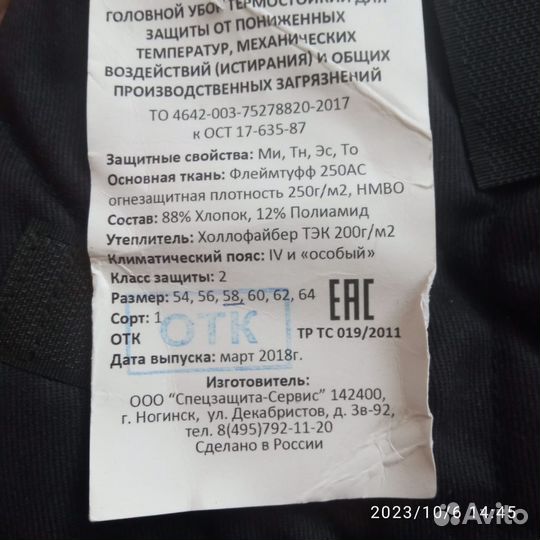 ГОЛОВНОЙ УБОР ТЕРМОСТОЙКИЙ ДЛЯ
ЗАЩИТЫ ОТ ПОНИЖЕННЫХ
ТЕМПЕРАТУР, МЕХАНИЧЕСКИХ
ВОЗДЕЙСТВИЙ (ИСТИРАНИЯ) И ОБЩИХ
ПРОИЗВОДСТВЕННЫХ ЗАГРЯЗНЕНИЙ
ТО 4642-003-75278820-2017
к ОСТ 17-635-87
Защитные свойства: Ми, Тн, Эс, То
Основная ткань: Флеймтуфф 250АС
огнезащитная плотность 250г/м2, НМВО
Состав: 88% Хлопок, 12% Полиамид
Утеплитель: Холлофайбер ТЭК 200г/м2
Климатический пояс: IV и «особый»
Класс защиты: 2
Размер: 54, 56, 58, 60, 62, 64
Сорт: 1
ОТК
ОТК
EAC
ТР ТС 019/2011
Дата выпуска: март 2018г.
Изготовитель:
ООО "Спецзащита-Сервис" 142400,
г. Ногинск, ул. Декабристов, д. 3в-92,
тел. 8(495)792-11-20
Сделано в России
2023/10/6 14:45
Avito